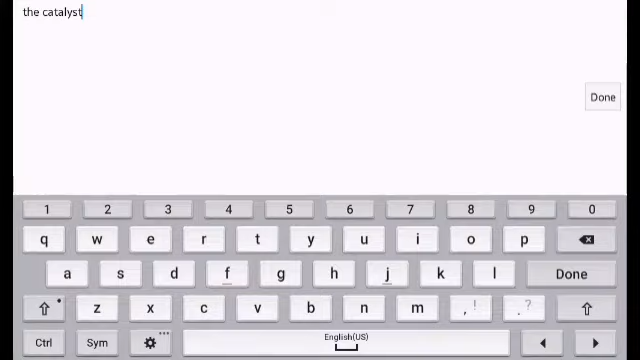 the catalyst
Done
1 2 3 4 5 6 7 8 9 0
q w e r t y u i o p
a s d f g h j k l Done
z x c v b n m , ! . ?
Ctrl Sym English(US)